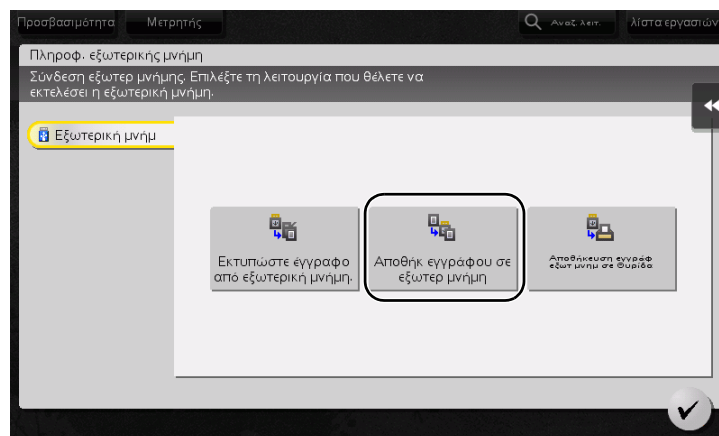 Προσβασιμότητα Μετρητής Αναζ. λειτ. λίστα εργασιών
Πληροφ. εξωτερικής μνήμη
Σύνδεση εξωτερ μνήμης. Επιλέξτε τη λειτουργία που θέλετε να
εκτελέσει η εξωτερική μνήμη.
Εξωτερική μνήμ
Εκτυπώστε έγγραφο
από εξωτερική μνήμη.
Αποθήκ εγγράφου σε
εξωτερ μνήμη
Αποθήκευση εγγράφ
εξωτ μνημ σε Θυρίδα